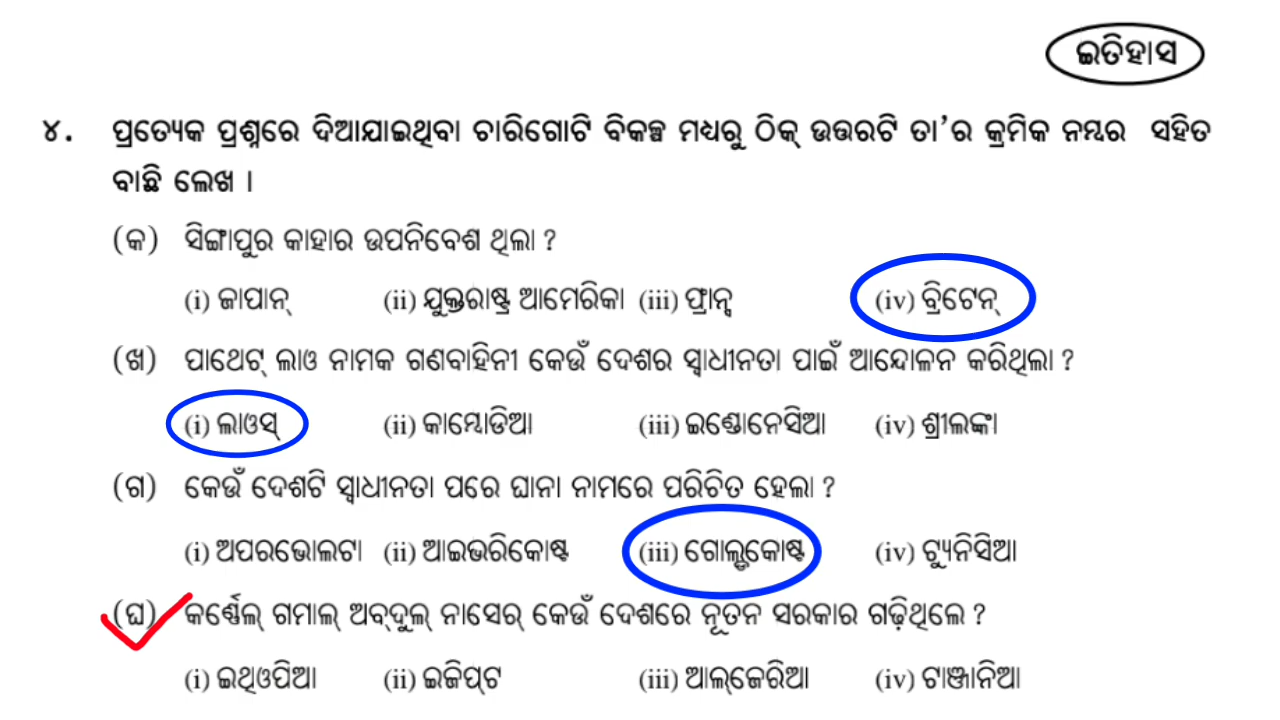 ଇତିହାସ
୪. ପ୍ରତ୍ୟେକ ପ୍ରଶ୍ନରେ ଦିଆଯାଇଥିବା ଚାରିଗୋଟି ବିକଳ୍ପ ମଧ୍ୟରୁ ଠିକ୍ ଉତ୍ତରଟି ତା'ର କ୍ରମିକ ନମ୍ବର ସହିତ
ବାଛି ଲେଖ ।
(କ) ସିଙ୍ଗାପୁର କାହାର ଉପନିବେଶ ଥିଲା ?
(i) ଜାପାନ୍ (ii) ଯୁକ୍ତରାଷ୍ଟ୍ର ଆମେରିକା (iii) ଫ୍ରାନ୍ସ (iv) ବ୍ରିଟେନ୍
(ଖ) ପାଥେଟ୍ ଲାଓ ନାମକ ଗଣବାହିନୀ କେଉଁ ଦେଶର ସ୍ୱାଧୀନତା ପାଇଁ ଆନ୍ଦୋଳନ କରିଥିଲା ?
(i) ଲାଓସ୍ (ii) କାମ୍ବୋଡିଆ (iii) ଇଣ୍ଡୋନେସିଆ (iv) ଶ୍ରୀଲଙ୍କା
(ଗ) କେଉଁ ଦେଶଟି ସ୍ୱାଧୀନତା ପରେ ଘାନା ନାମରେ ପରିଚିତ ହେଲା ?
(i) ଅପରଭୋଲଟା (ii) ଆଇଭରିକୋଷ୍ଟ (iii) ଗୋଲ୍ଡକୋଷ୍ଟ (iv) ଟ୍ୟୁନିସିଆ
(ଘ) କର୍ଣ୍ଣେଲ୍ ଗମାଲ୍ ଅବ୍‌ଦୁଲ୍ ନାସେର୍ କେଉଁ ଦେଶରେ ନୂତନ ସରକାର ଗଢ଼ିଥିଲେ ?
(i) ଇଥିଓପିଆ (ii) ଇଜିପ୍‌ଟ (iii) ଆଲ୍‌ଜେରିଆ (iv) ଟାଞ୍ଜାନିଆ